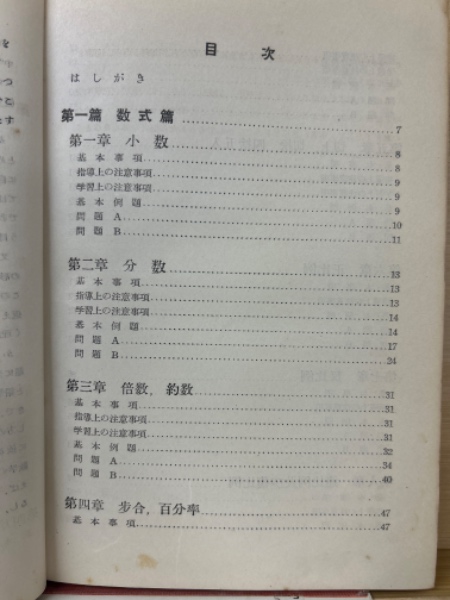 目次
はしがき
第一篇 数式篇 7
第一章 小数 8
基本事項 8
指導上の注意事項 9
学習上の注意事項 9
基本例題 9
問題 A 10
問題 B 11
第二章 分数 13
基本事項 13
指導上の注意事項 13
学習上の注意事項 14
基本例題 14
問題 A 17
問題 B 24
第三章 倍数,約数 31
基本事項 31
指導上の注意事項 31
学習上の注意事項 31
基本例題 32
問題 A 34
問題 B 40
第四章 歩合,百分率 47
基本事項 47